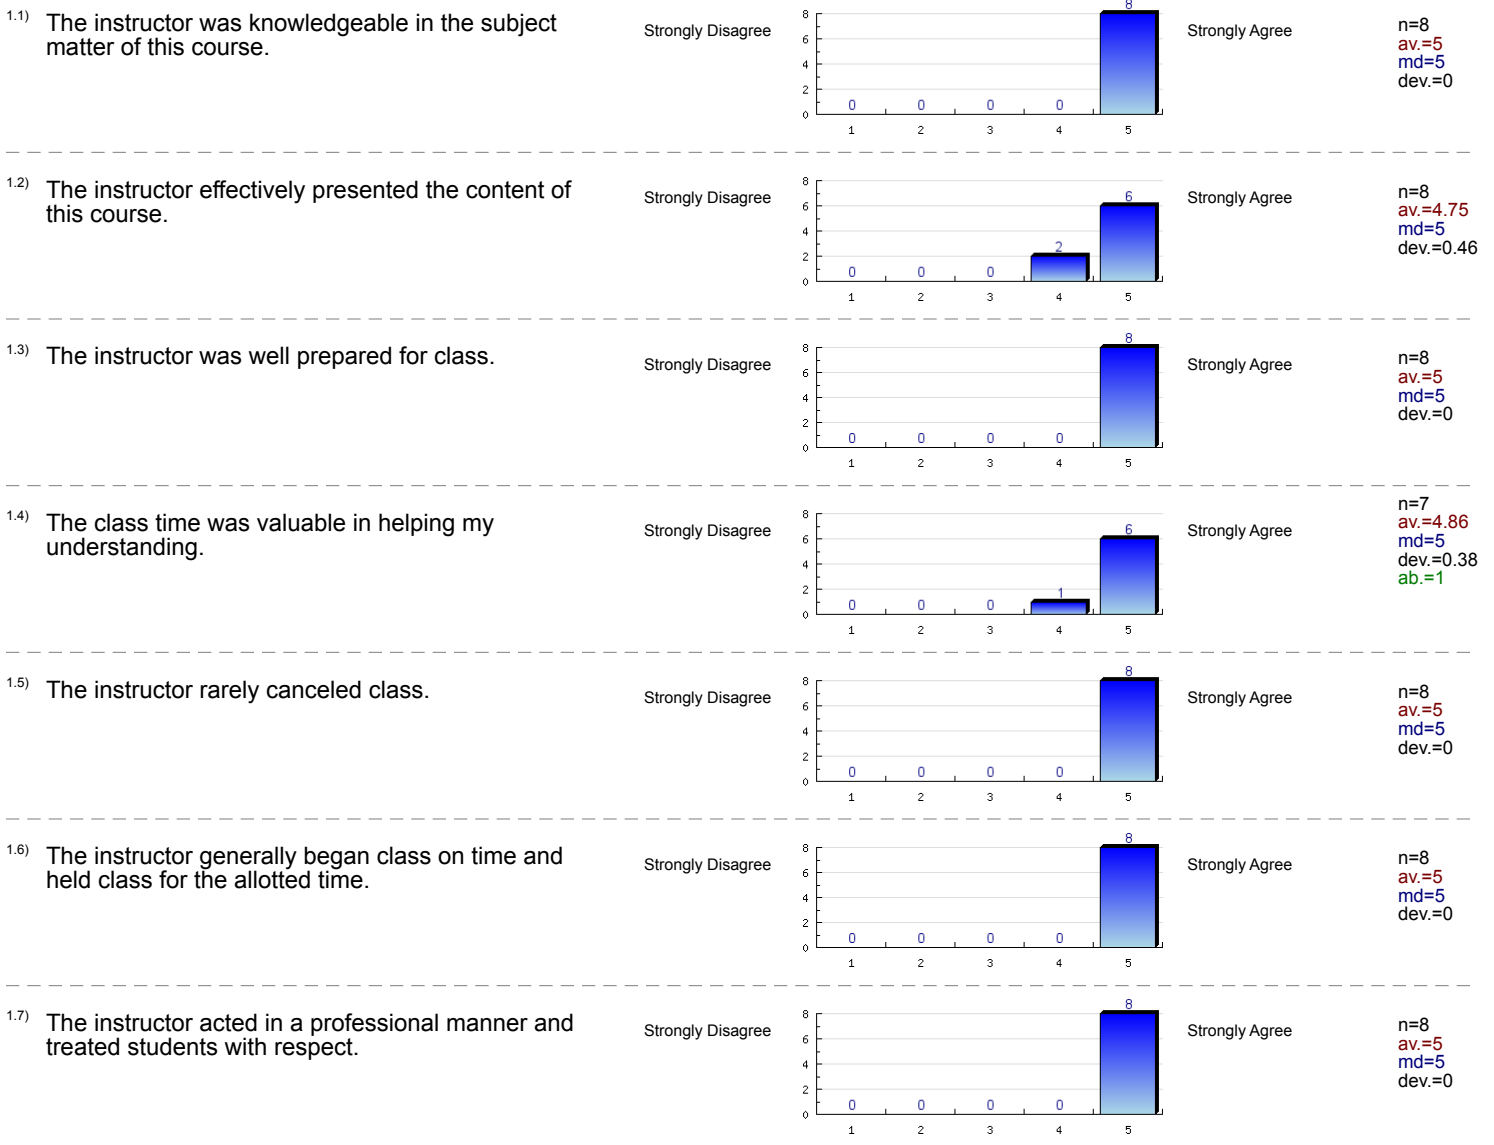 1.1) The instructor was knowledgeable in the subject
matter of this course.
Strongly Disagree
8
6
4
2
0
0 0 0 0 8
1 2 3 4 5
Strongly Agree
n=8
av.=5
md=5
dev.=0
1.2) The instructor effectively presented the content of
this course.
Strongly Disagree
8
6
4
2
0
0 0 0 2 6
1 2 3 4 5
Strongly Agree
n=8
av.=4.75
md=5
dev.=0.46
1.3) The instructor was well prepared for class.
Strongly Disagree
8
6
4
2
0
0 0 0 0 8
1 2 3 4 5
Strongly Agree
n=8
av.=5
md=5
dev.=0
1.4) The class time was valuable in helping my
understanding.
Strongly Disagree
8
6
4
2
0
0 0 0 1 6
1 2 3 4 5
Strongly Agree
n=7
av.=4.86
md=5
dev.=0.38
ab.=1
1.5) The instructor rarely canceled class.
Strongly Disagree
8
6
4
2
0
0 0 0 0 8
1 2 3 4 5
Strongly Agree
n=8
av.=5
md=5
dev.=0
1.6) The instructor generally began class on time and
held class for the allotted time.
Strongly Disagree
8
6
4
2
0
0 0 0 0 8
1 2 3 4 5
Strongly Agree
n=8
av.=5
md=5
dev.=0
1.7) The instructor acted in a professional manner and
treated students with respect.
Strongly Disagree
8
6
4
2
0
0 0 0 0 8
1 2 3 4 5
Strongly Agree
n=8
av.=5
md=5
dev.=0